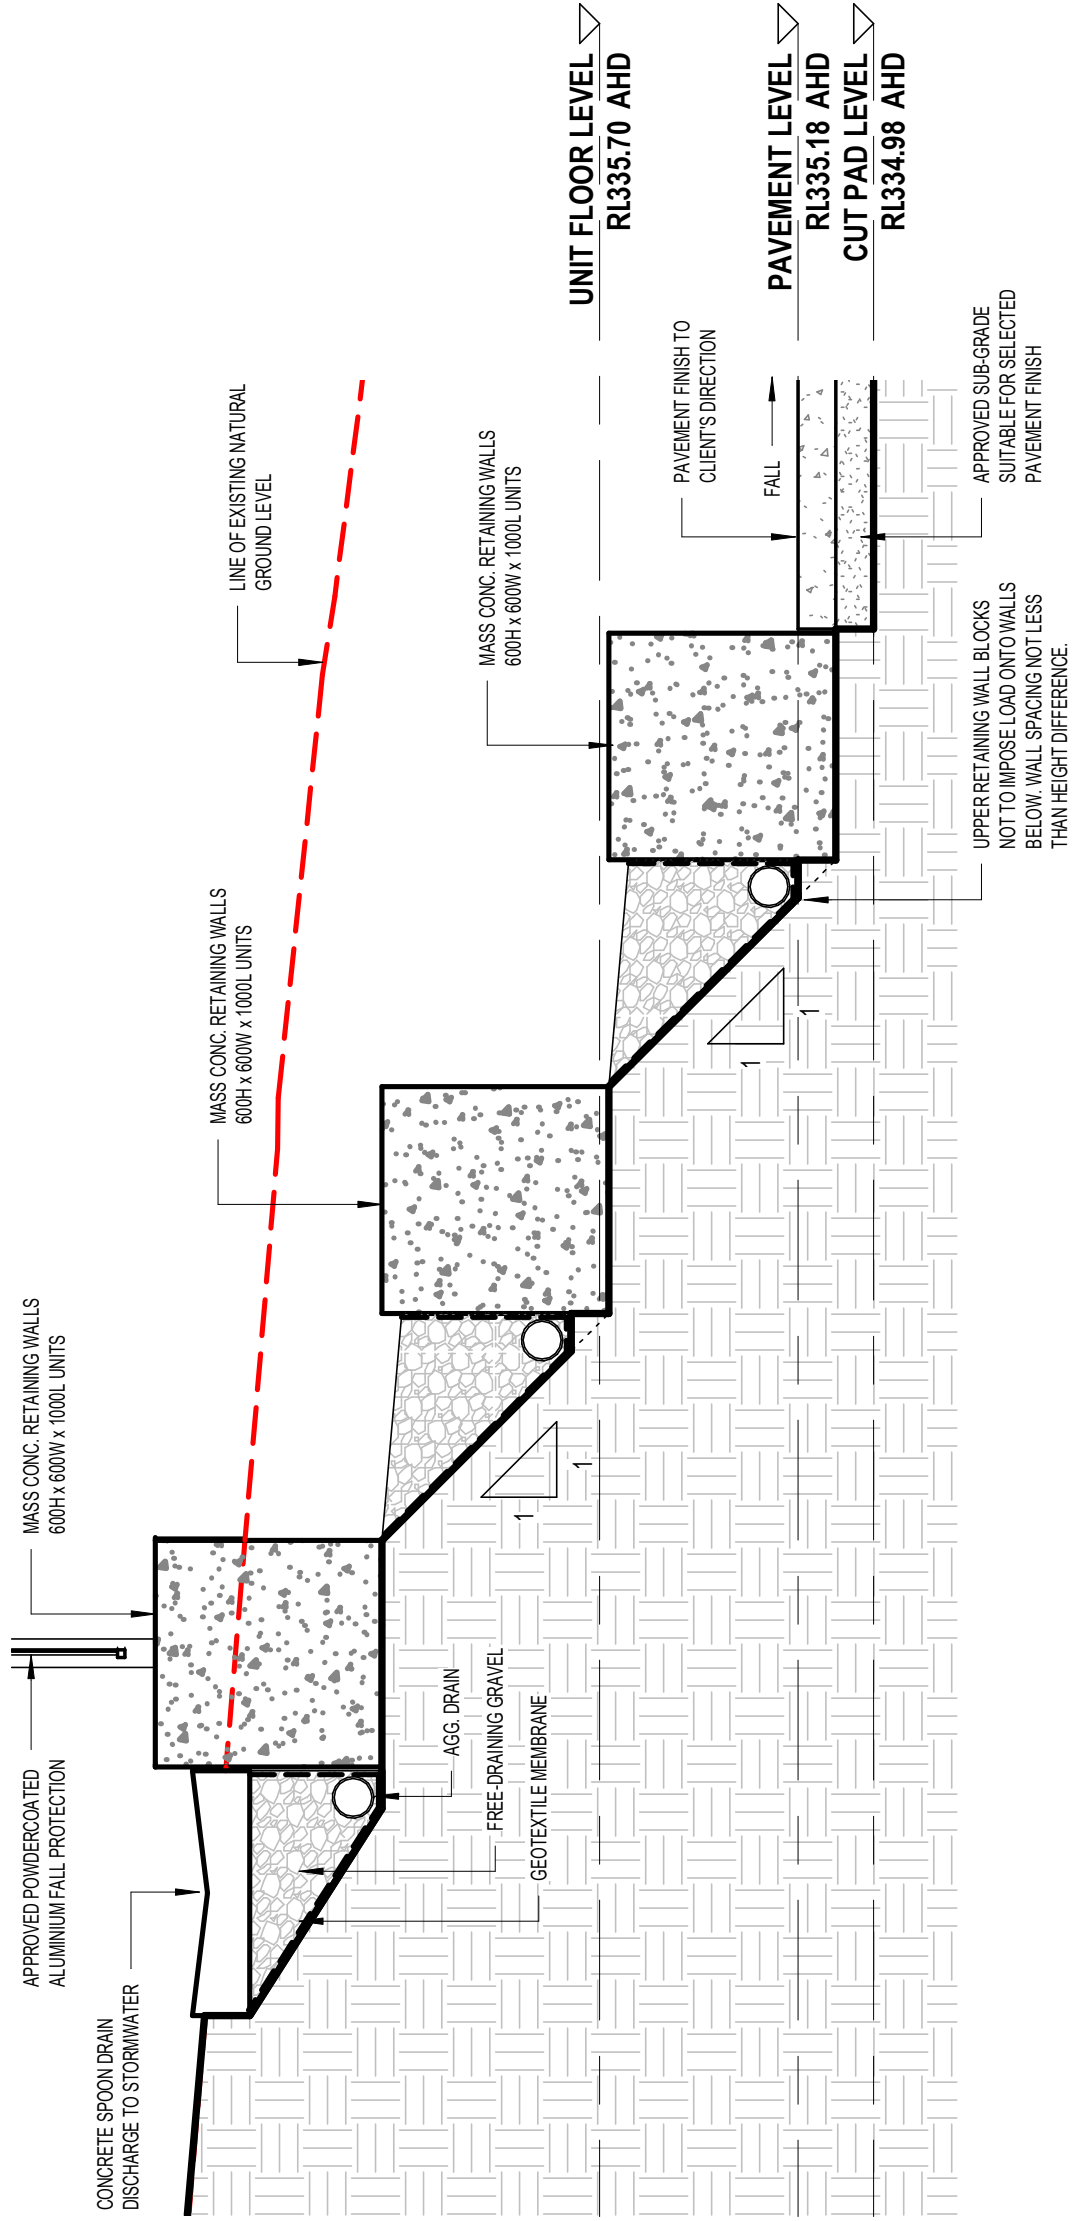 CONCRETE SPOON DRAIN
DISCHARGE TO STORMWATER
APPROVED POWDERCOATED
ALUMINIUM FALL PROTECTION
MASS CONC. RETAINING WALLS
600H x 600W x 1000L UNITS
MASS CONC. RETAINING WALLS
600H x 600W x 1000L UNITS
LINE OF EXISTING NATURAL
GROUND LEVEL
MASS CONC. RETAINING WALLS
600H x 600W x 1000L UNITS
UNIT FLOOR LEVEL
RL335.70 AHD
PAVEMENT FINISH TO
CLIENT'S DIRECTION
FALL
PAVEMENT LEVEL
RL335.18 AHD
CUT PAD LEVEL
RL334.98 AHD
AGG. DRAIN
FREE-DRAINING GRAVEL
GEOTEXTILE MEMBRANE
1
1
1
1
UPPER RETAINING WALL BLOCKS
NOT TO IMPOSE LOAD ONTO WALLS
BELOW. WALL SPACING NOT LESS
THAN HEIGHT DIFFERENCE.
APPROVED SUB-GRADE
SUITABLE FOR SELECTED
PAVEMENT FINISH